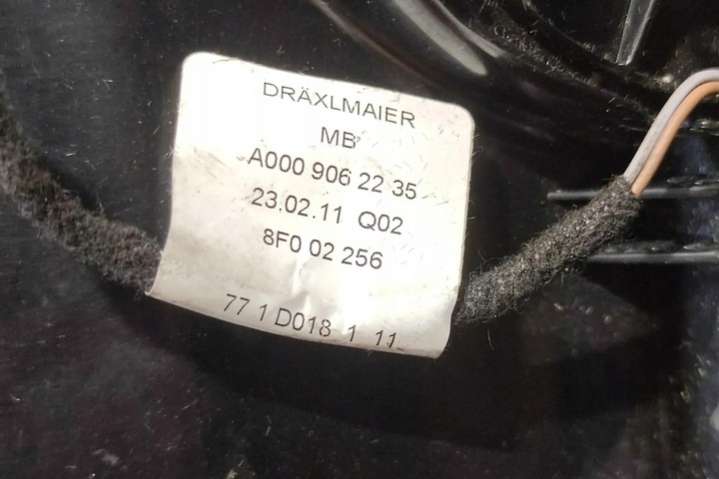 DRÄXLMAIER
MB
A000 906 22 35
23.02.11 Q02
8F0 02 256
77 1 D018 1 11